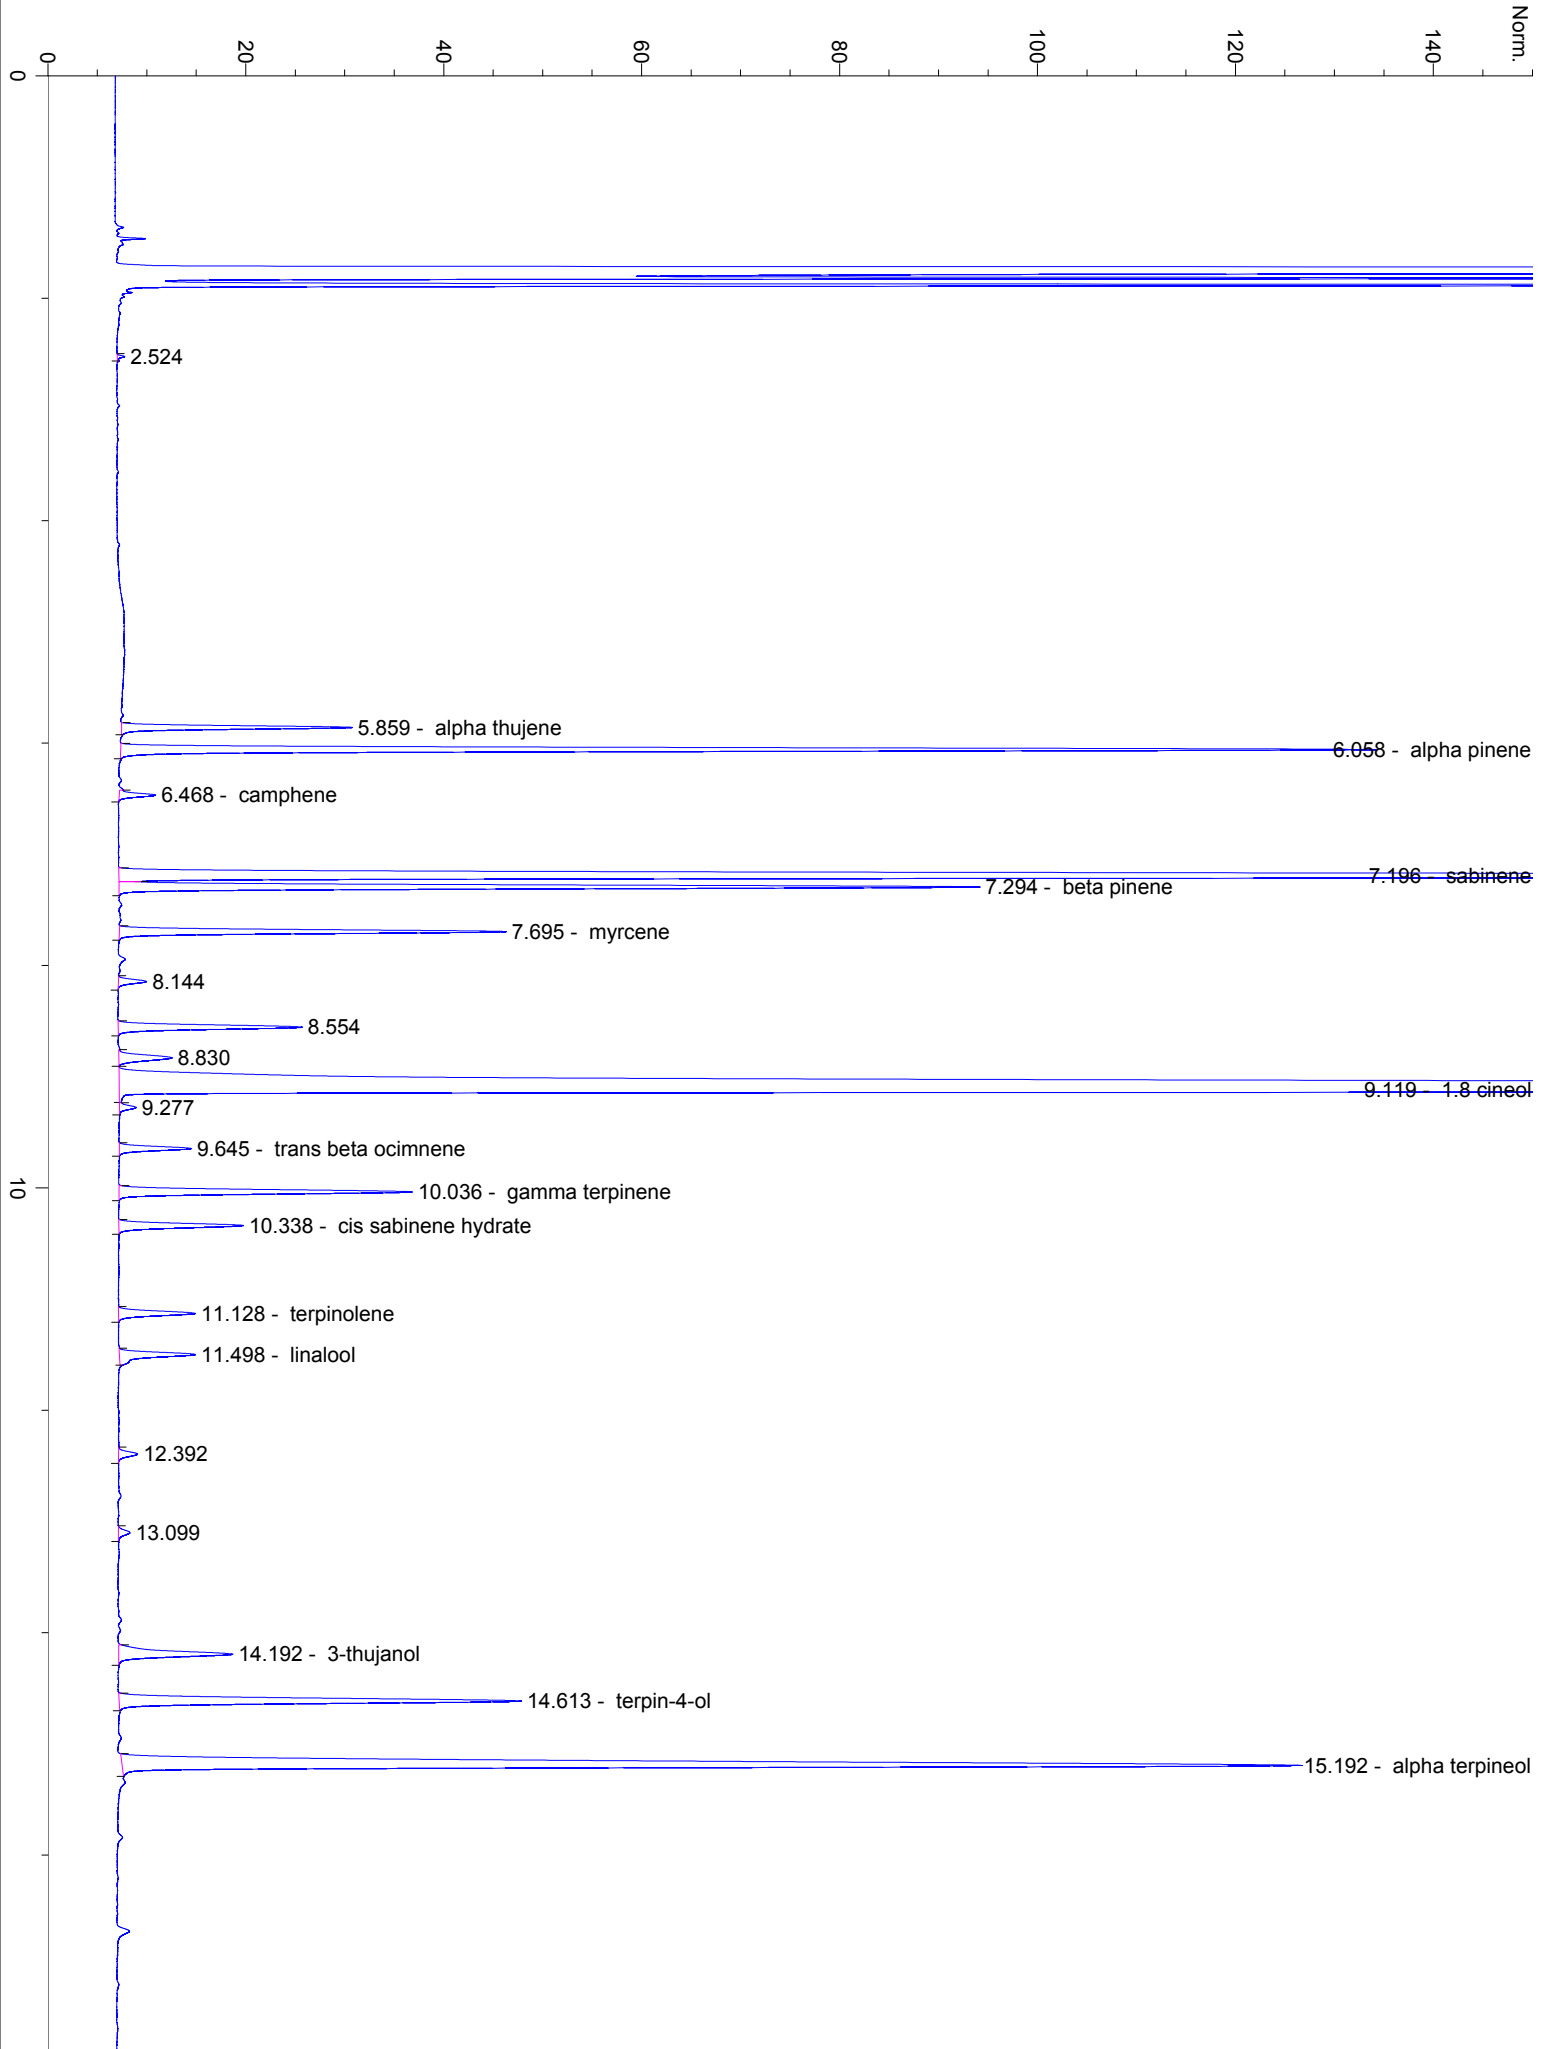 Norm.
0
20
40
60
80
100
120
140
0
2.524
5.859 - alpha thujene
6.058 - alpha pinene
6.468 - camphene
7.196 - sabinene
7.294 - beta pinene
7.695 - myrcene
8.144
8.554
8.830
9.119 - 1.8 cineol
9.277
9.645 - trans beta ocimnene
10
10.036 - gamma terpinene
10.338 - cis sabinene hydrate
11.128 - terpinolene
11.498 - linalool
12.392
13.099
14.192 - 3-thujanol
14.613 - terpin-4-ol
15.192 - alpha terpineol